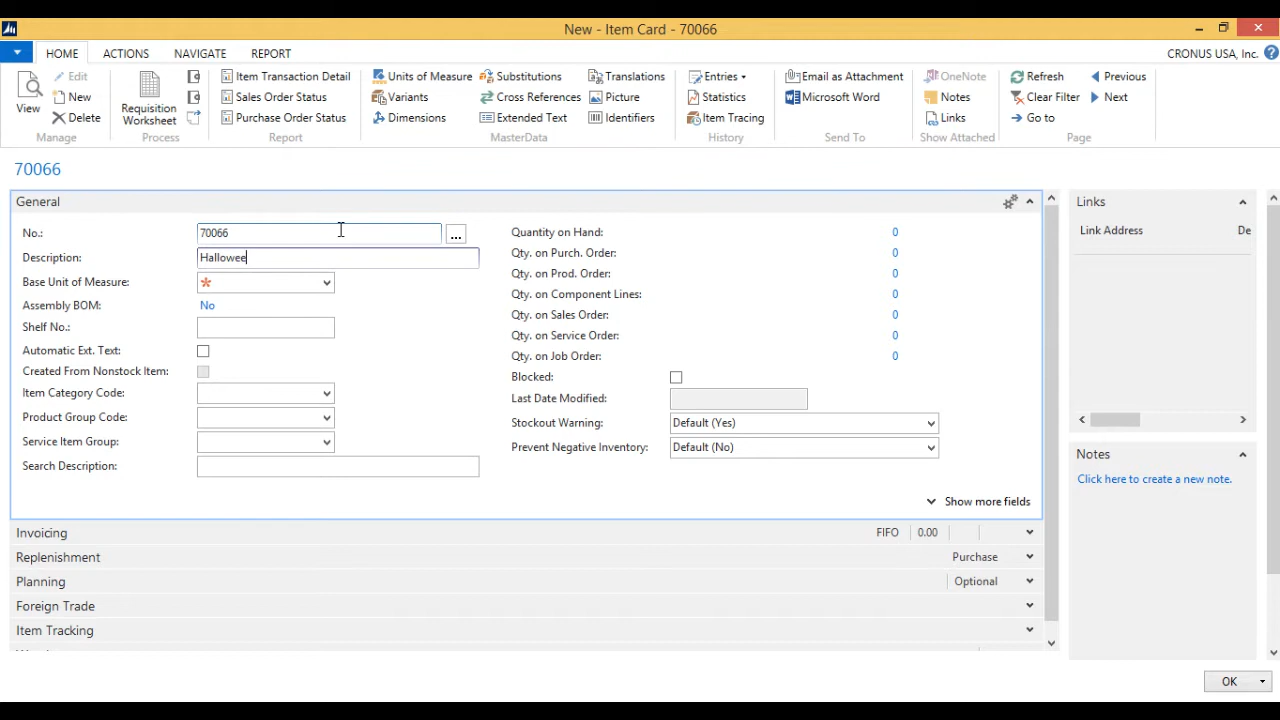 New - Item Card - 70066
HOME ACTIONS NAVIGATE REPORT CRONUS USA, Inc. ?
View Edit New Delete Manage
Requisition Worksheet Process
Item Transaction Detail Sales Order Status Purchase Order Status Report
Units of Measure Substitutions Translations
Variants Cross References Picture
Dimensions Extended Text Identifiers
MasterData
Entries Statistics Item Tracing History
Email as Attachment Microsoft Word Send To
OneNote Notes Links Show Attached
Refresh Previous
Clear Filter Next
Go to
Page
70066
General
No.: 70066 ...
Description: Hallowee
Base Unit of Measure: *
Assembly BOM: No
Shelf No.:
Automatic Ext. Text:
Created From Nonstock Item:
Item Category Code:
Product Group Code:
Service Item Group:
Search Description:
Quantity on Hand: 0
Qty. on Purch. Order: 0
Qty. on Prod. Order: 0
Qty. on Component Lines: 0
Qty. on Sales Order: 0
Qty. on Service Order: 0
Qty. on Job Order: 0
Blocked:
Last Date Modified:
Stockout Warning: Default (Yes)
Prevent Negative Inventory: Default (No)
Show more fields
Invoicing FIFO 0.00
Replenishment Purchase
Planning Optional
Foreign Trade
Item Tracking
Links
Link Address De
Notes
Click here to create a new note.
OK